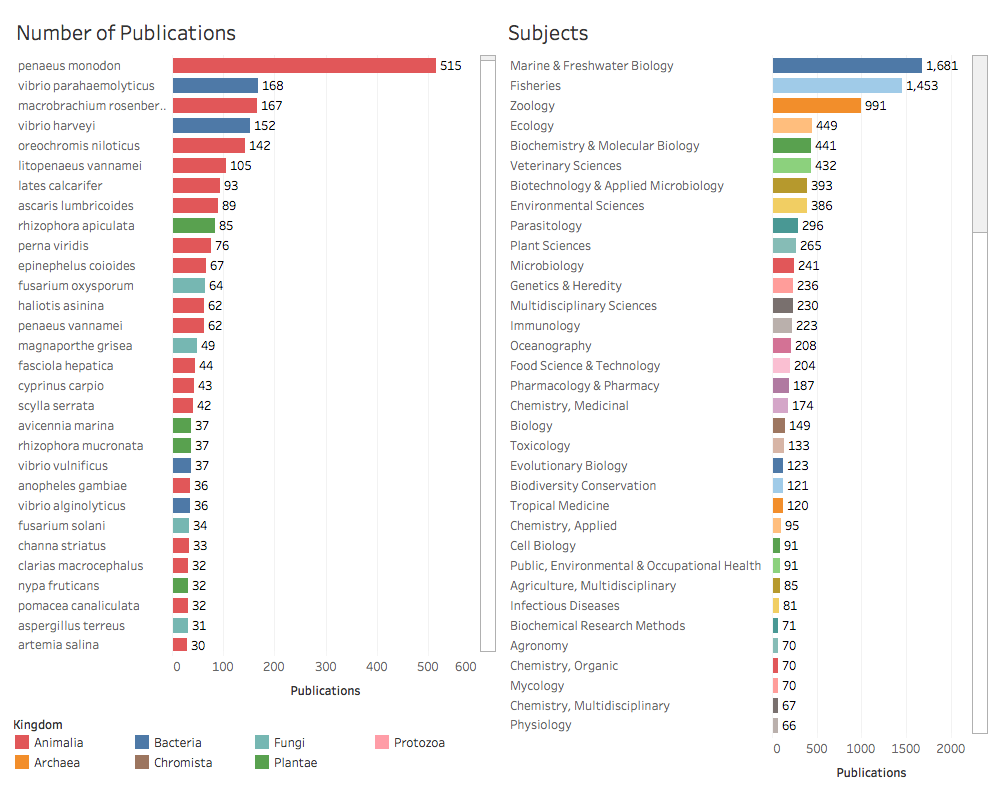 Number of Publications
penaeus monodon 515
vibrio parahaemolyticus 168
macrobrachium rosenber.. 167
vibrio harveyi 152
oreochromis niloticus 142
litopenaeus vannamei 105
lates calcarifer 93
ascaris lumbricoides 89
rhizophora apiculata 85
perna viridis 76
epinephelus coioides 67
fusarium oxysporum 64
haliotis asinina 62
penaeus vannamei 62
magnaporthe grisea 49
fasciola hepatica 44
cyprinus carpio 43
scylla serrata 42
avicennia marina 37
rhizophora mucronata 37
vibrio vulnificus 37
anopheles gambiae 36
vibrio alginolyticus 36
fusarium solani 34
channa striatus 33
clarias macrocephalus 32
nypa fruticans 32
pomacea canaliculata 32
aspergillus terreus 31
artemia salina 30
0 100 200 300 400 500 600
Publications
Kingdom
Animalia Bacteria Fungi Protozoa
Archaea Chromista Plantae
Subjects
Marine & Freshwater Biology 1,681
Fisheries 1,453
Zoology 991
Ecology 449
Biochemistry & Molecular Biology 441
Veterinary Sciences 432
Biotechnology & Applied Microbiology 393
Environmental Sciences 386
Parasitology 296
Plant Sciences 265
Microbiology 241
Genetics & Heredity 236
Multidisciplinary Sciences 230
Immunology 223
Oceanography 208
Food Science & Technology 204
Pharmacology & Pharmacy 187
Chemistry, Medicinal 174
Biology 149
Toxicology 133
Evolutionary Biology 123
Biodiversity Conservation 121
Tropical Medicine 120
Chemistry, Applied 95
Cell Biology 91
Public, Environmental & Occupational Health 91
Agriculture, Multidisciplinary 85
Infectious Diseases 81
Biochemical Research Methods 71
Agronomy 70
Chemistry, Organic 70
Mycology 70
Chemistry, Multidisciplinary 67
Physiology 66
0 500 1000 1500 2000
Publications